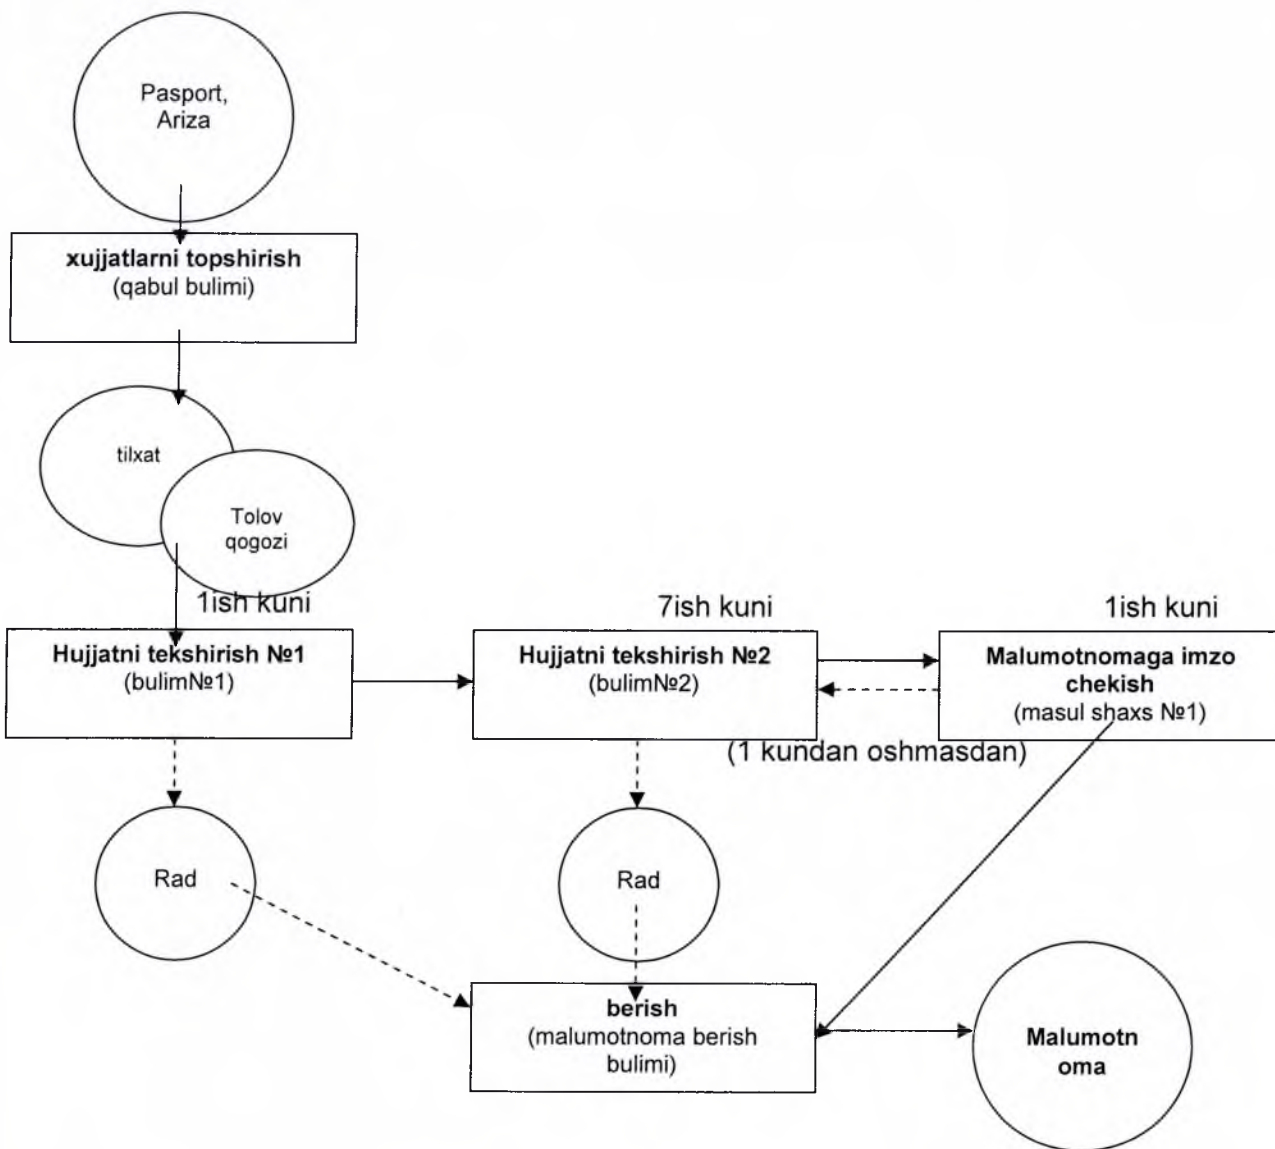 Pasport,
Ariza
xujjatlarni topshirish
(qabul bulimi)
tilxat
Tolov
qogozi
1ish kuni
7ish kuni
1ish kuni
Hujjatni tekshirish №1
(bulim№1)
Hujjatni tekshirish №2
(bulim№2)
Malumotnomaga imzo
chekish
(masul shaxs №1)
(1 kundan oshmasdan)
Rad
Rad
berish
(malumotnoma berish
bulimi)
Malumotn
oma